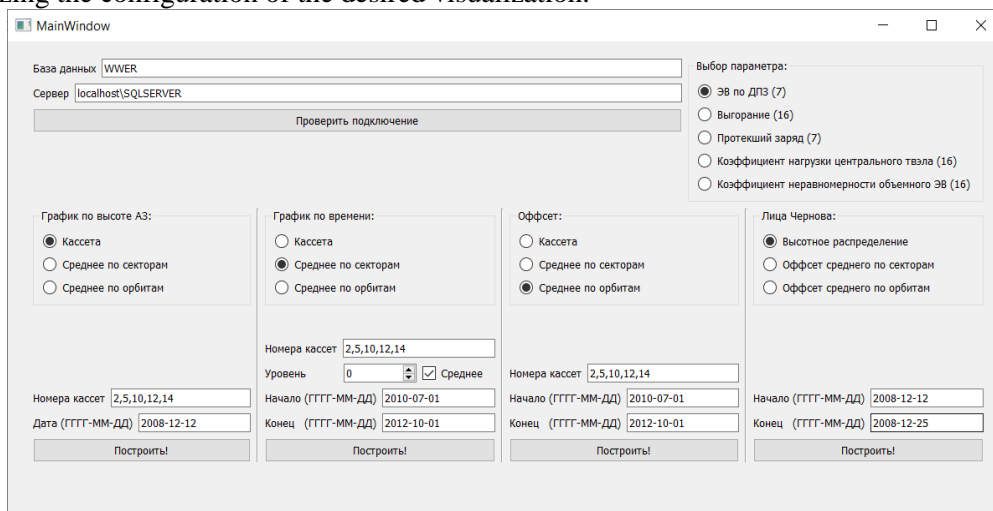 zing the configuration of the desired visualization.
MainWindow
База данных WWER
Сервер localhost\SQLSERVER
Проверить подключение
Выбор параметра:
ЭВ по ДПЗ (7)
Выгорание (16)
Протекший заряд (7)
Коэффициент нагрузки центрального твэла (16)
Коэффициент неравномерности объемного ЭВ (16)
График по высоте АЗ:
Кассета
Среднее по секторам
Среднее по орбитам
Номера кассет 2,5,10,12,14
Дата (ГГГГ-ММ-ДД) 2008-12-12
Построить!
График по времени:
Кассета
Среднее по секторам
Среднее по орбитам
Номера кассет 2,5,10,12,14
Уровень 0 Среднее
Начало (ГГГГ-ММ-ДД) 2010-07-01
Конец (ГГГГ-ММ-ДД) 2012-10-01
Построить!
Оффсет:
Кассета
Среднее по секторам
Среднее по орбитам
Номера кассет 2,5,10,12,14
Начало (ГГГГ-ММ-ДД) 2010-07-01
Конец (ГГГГ-ММ-ДД) 2012-10-01
Построить!
Лица Чернова:
Высотное распределение
Оффсет среднего по секторам
Оффсет среднего по орбитам
Начало (ГГГГ-ММ-ДД) 2008-12-12
Конец (ГГГГ-ММ-ДД) 2008-12-25
Построить!